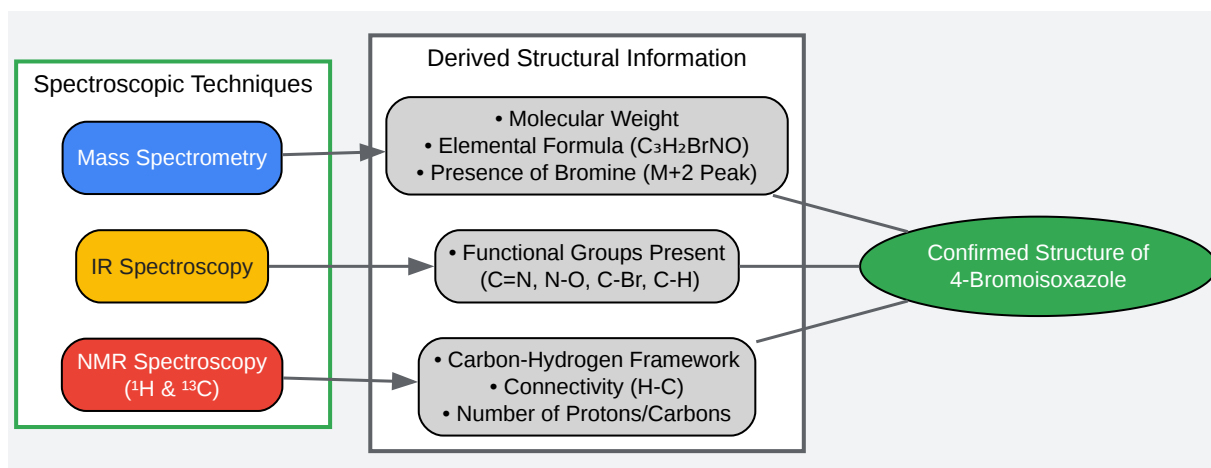 Spectroscopic Techniques
Mass Spectrometry
IR Spectroscopy
NMR Spectroscopy
(¹H & ¹³C)
Derived Structural Information
• Molecular Weight
• Elemental Formula (C₃H₂BrNO)
• Presence of Bromine (M+2 Peak)
• Functional Groups Present
(C=N, N-O, C-Br, C-H)
• Carbon-Hydrogen Framework
• Connectivity (H-C)
• Number of Protons/Carbons
Confirmed Structure of
4-Bromoisoxazole